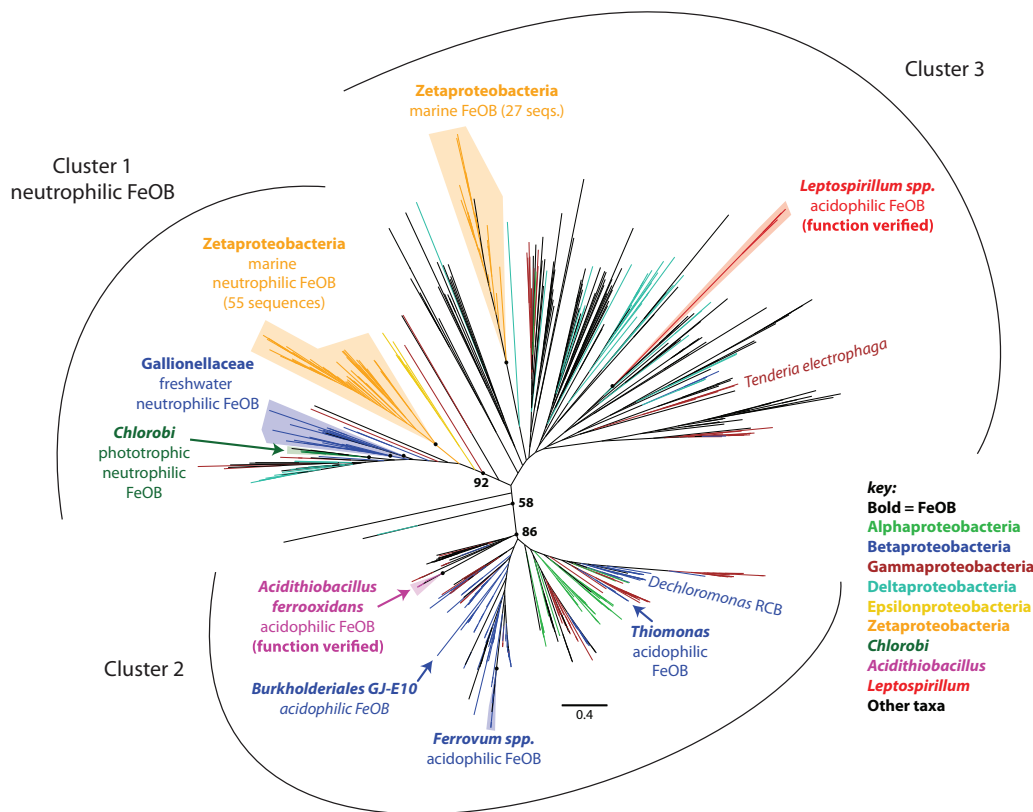 Cluster 3
Zetaproteobacteria
marine FeOB (27 seqs.)
Cluster 1
neutrophilic FeOB
Leptospirillum spp.
acidophilic FeOB
(function verified)
Zetaproteobacteria
marine
neutrophilic FeOB
(55 sequences)
Gallionellaceae
freshwater
neutrophilic FeOB
Tenderia electrophaga
Chlorobi
phototrophic
neutrophilic
FeOB
92
58
86
key:
Bold = FeOB
Alphaproteobacteria
Betaproteobacteria
Gammaproteobacteria
Deltaproteobacteria
Epsilonproteobacteria
Zetaproteobacteria
Chlorobi
Acidithiobacillus
Leptospirillum
Other taxa
Acidithiobacillus
ferrooxidans
acidophilic FeOB
(function verified)
Dechloromonas RCB
Thiomonas
acidophilic
FeOB
Cluster 2
Burkholderiales GJ-E10
acidophilic FeOB
0.4
Ferrovum spp.
acidophilic FeOB